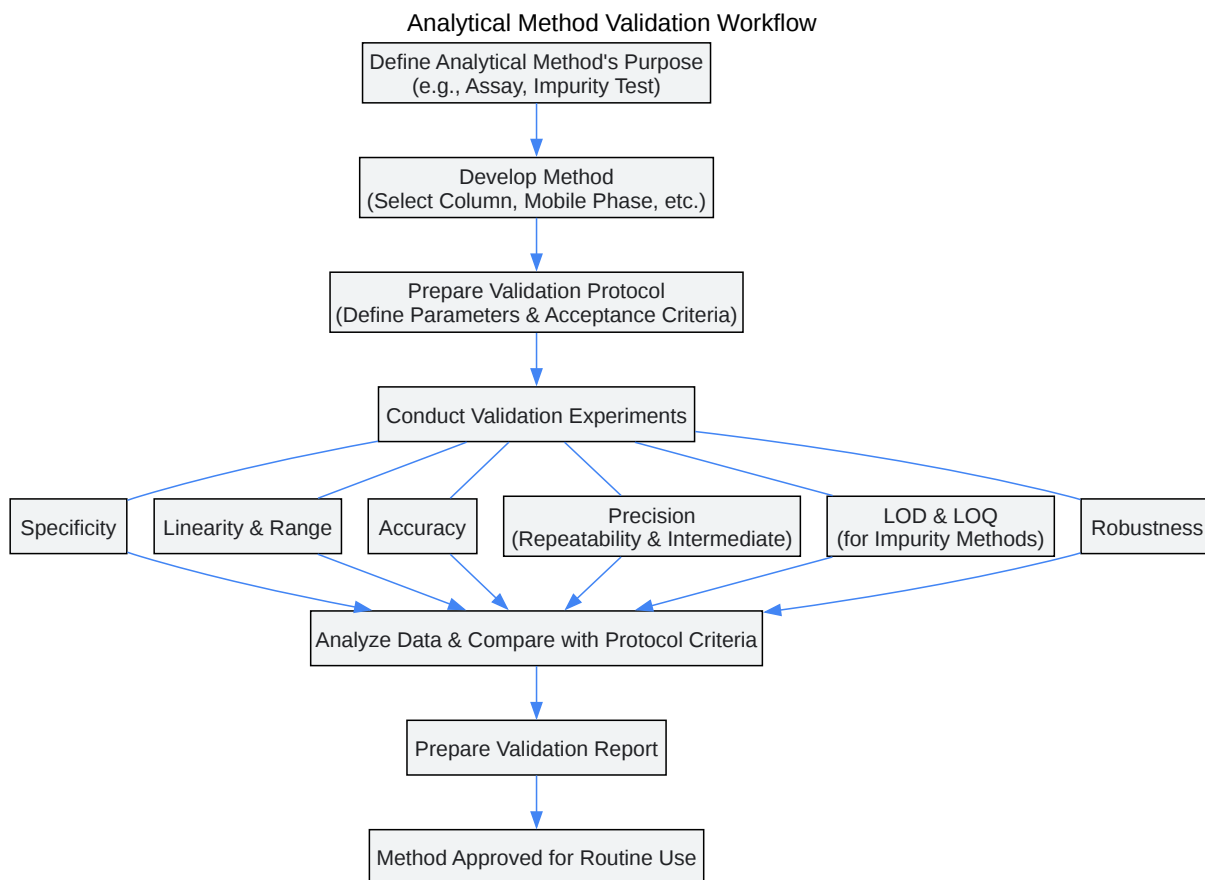 Analytical Method Validation Workflow
Define Analytical Method's Purpose
(e.g., Assay, Impurity Test)
Develop Method
(Select Column, Mobile Phase, etc.)
Prepare Validation Protocol
(Define Parameters & Acceptance Criteria)
Conduct Validation Experiments
Specificity
Linearity & Range
Accuracy
Precision
(Repeatability & Intermediate)
LOD & LOQ
(for Impurity Methods)
Robustness
Analyze Data & Compare with Protocol Criteria
Prepare Validation Report
Method Approved for Routine Use